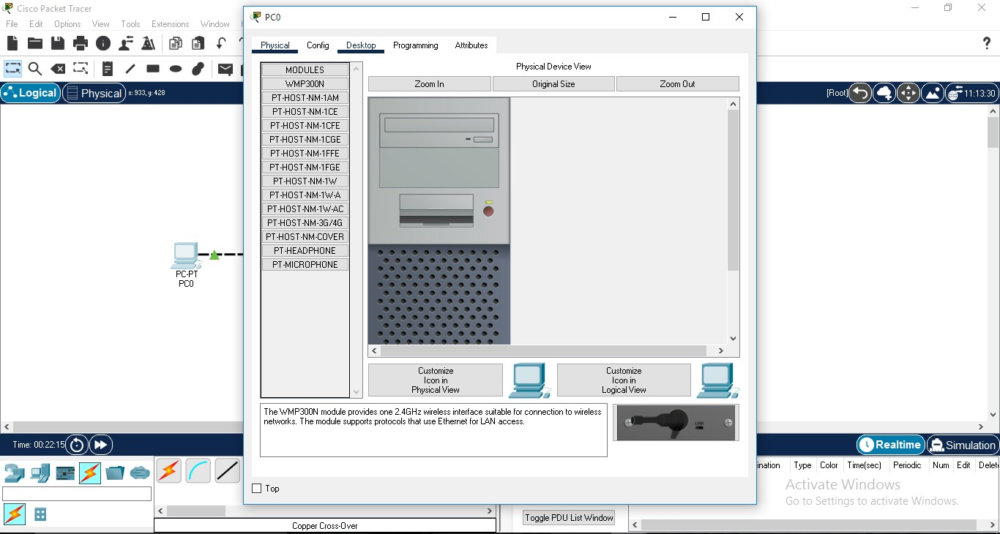 Cisco Packet Tracer
File Edit Options View Tools Extensions Window
[Root] 11:13:30
Logical Physical x: 933, y: 428
PC-PT
PC0
PC0
Physical Config Desktop Programming Attributes
MODULES
WMP300N
PT-HOST-NM-1AM
PT-HOST-NM-1CE
PT-HOST-NM-1CFE
PT-HOST-NM-1CGE
PT-HOST-NM-1FFE
PT-HOST-NM-1FGE
PT-HOST-NM-1W
PT-HOST-NM-1W-A
PT-HOST-NM-1W-AC
PT-HOST-NM-3G/4G
PT-HOST-NM-COVER
PT-HEADPHONE
PT-MICROPHONE
Physical Device View
Zoom In Original Size Zoom Out
Customize
Icon in
Physical View
Customize
Icon in
Logical View
The WMP300N module provides one 2.4GHz wireless interface suitable for connection to wireless
networks. The module supports protocols that use Ethernet for LAN access.
LINK
Top
Time: 00:22:15
Realtime Simulation
ination Type Color Time(sec) Periodic Num Edit Delet
Activate Windows
Go to Settings to activate Windows.
Toggle PDU List Window
Copper Cross-Over